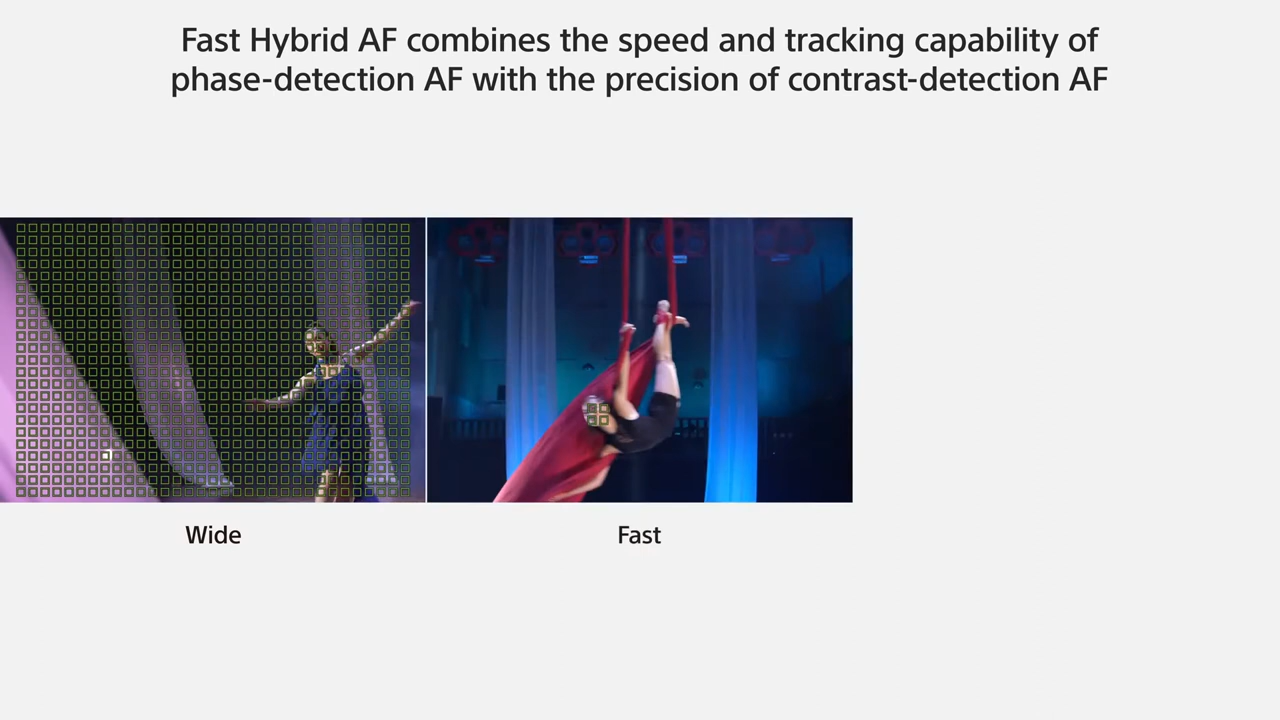 Fast Hybrid AF combines the speed and tracking capability of
phase-detection AF with the precision of contrast-detection AF
Wide
Fast